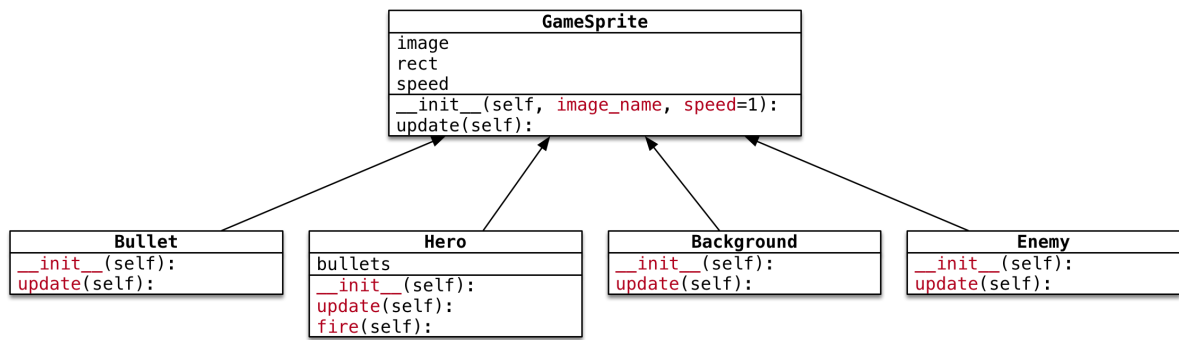 GameSprite
image
rect
speed
__init__(self, image_name, speed=1):
update(self):
Bullet
__init__(self):
update(self):
Hero
bullets
__init__(self):
update(self):
fire(self):
Background
__init__(self):
update(self):
Enemy
__init__(self):
update(self):